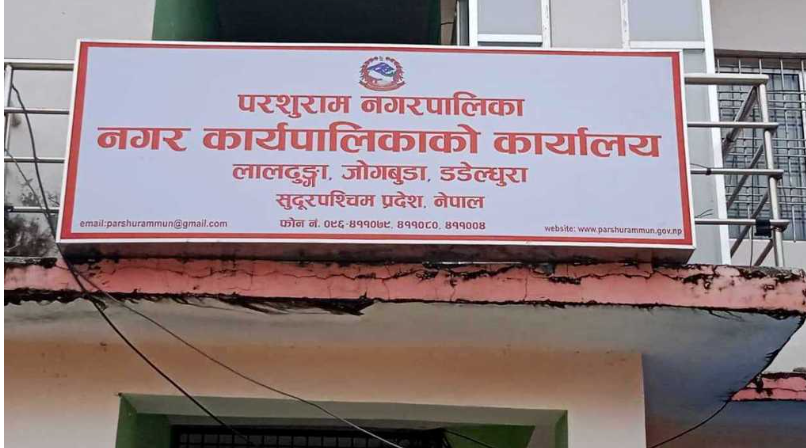 परशुराम नगरपालिका
नगर कार्यपालिकाको कार्यालय
लालढुङ्गा, जोगबुडा, डडेल्धुरा
सुदूरपश्चिम प्रदेश, नेपाल
email:parshurammun@gmail.com फोन नं. ०९६-४११०७९, ४११०८०, ४११००४ website: www.parshurammun.gov.np